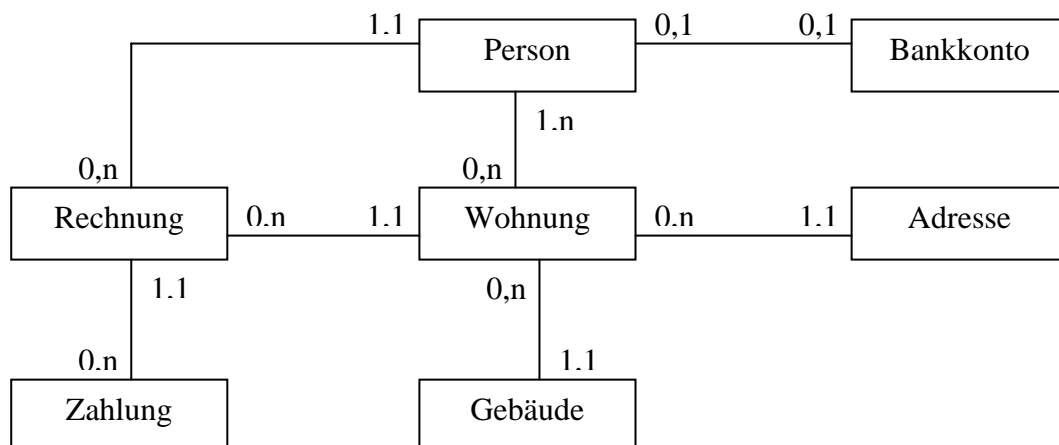 1,1
Person
0,1
0,1
Bankkonto
1,n
0,n
0,n
Rechnung
0,n
1,1
Wohnung
0,n
1,1
Adresse
1,1
0,n
0,n
1,1
Zahlung
Gebäude